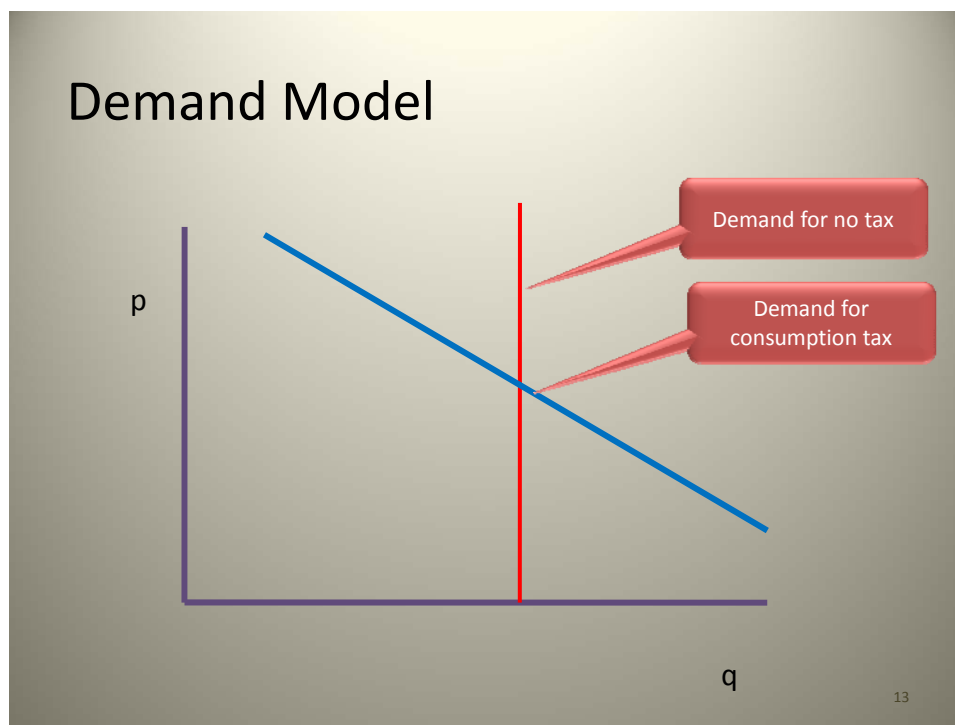 Demand Model
Demand for no tax
p
Demand for
consumption tax
q
13